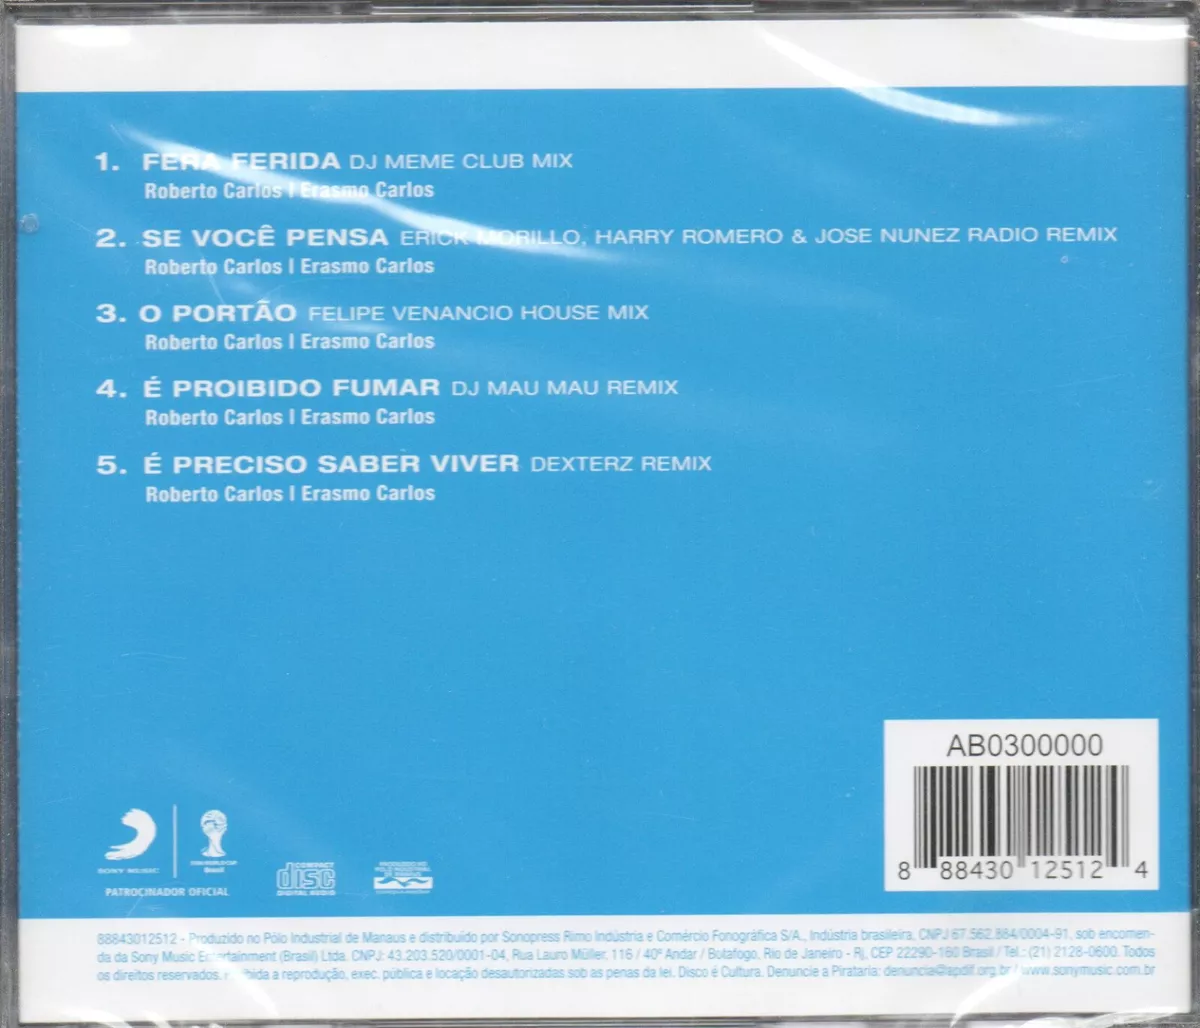 1. FERA FERIDA DJ MEME CLUB MIX
Roberto Carlos | Erasmo Carlos
2. SE VOCÊ PENSA ERICK MORILLO, HARRY ROMERO & JOSE NUNEZ RADIO REMIX
Roberto Carlos | Erasmo Carlos
3. O PORTÃO FELIPE VENANCIO HOUSE MIX
Roberto Carlos | Erasmo Carlos
4. É PROIBIDO FUMAR DJ MAU MAU REMIX
Roberto Carlos | Erasmo Carlos
5. É PRECISO SABER VIVER DEXTERZ REMIX
Roberto Carlos | Erasmo Carlos
AB0300000
8 88430 12512 4
SONY MUSIC
Brasil
PATROCINADOR OFICIAL
COMPACT
disc
DIGITAL AUDIO
PRODUZIDO NO
PÓLO INDUSTRIAL
DE MANAUS
88843012512 - Produzido no Pólo Industrial de Manaus e distribuído por Sonopress Rimo Indústria e Comércio Fonográfica S/A., Indústria brasileira, CNPJ 67.562.884/0004-91, sob encomen-
da da Sony Music Entertainment (Brasil) Ltda. CNPJ: 43.203.520/0001-04, Rua Lauro Müller, 116 / 40º Andar / Botafogo, Rio de Janeiro - Rj, CEP 22290-160 Brasil / Tel.: (21) 2128-0600. Todos
os direitos reservados. a reprodução, exec. pública e locação desautorizadas sob as penas da lei. Disco é Cultura. Denuncie a Pirataria: denuncia@apdif.org.br / www.sonymusic.com.br